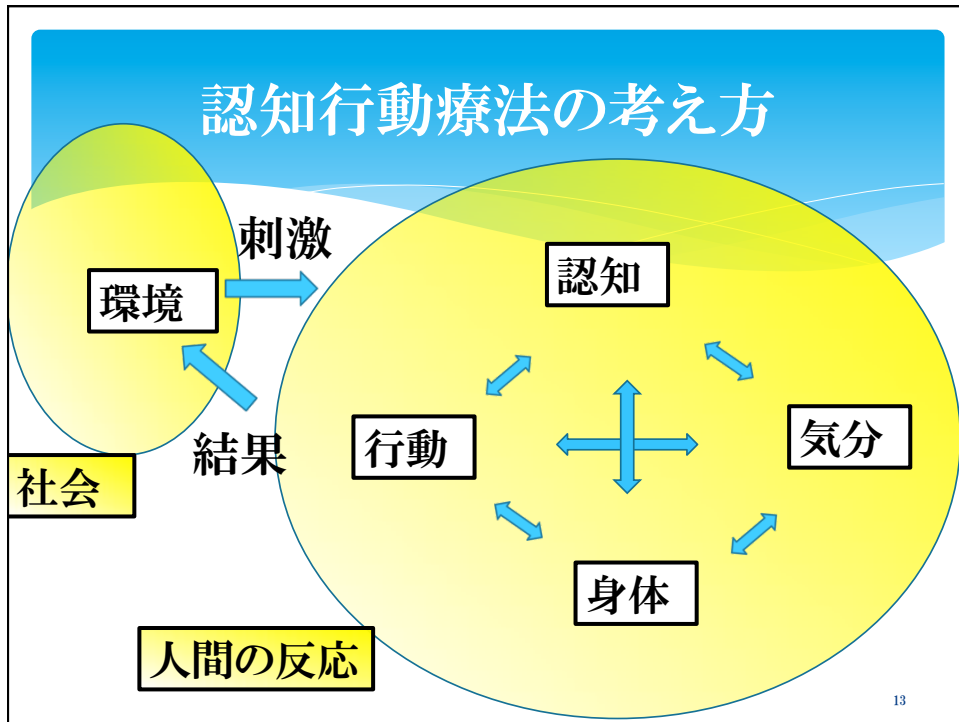 認知行動療法の考え方
刺激
環境
認知
結果
行動
気分
社会
身体
人間の反応
13